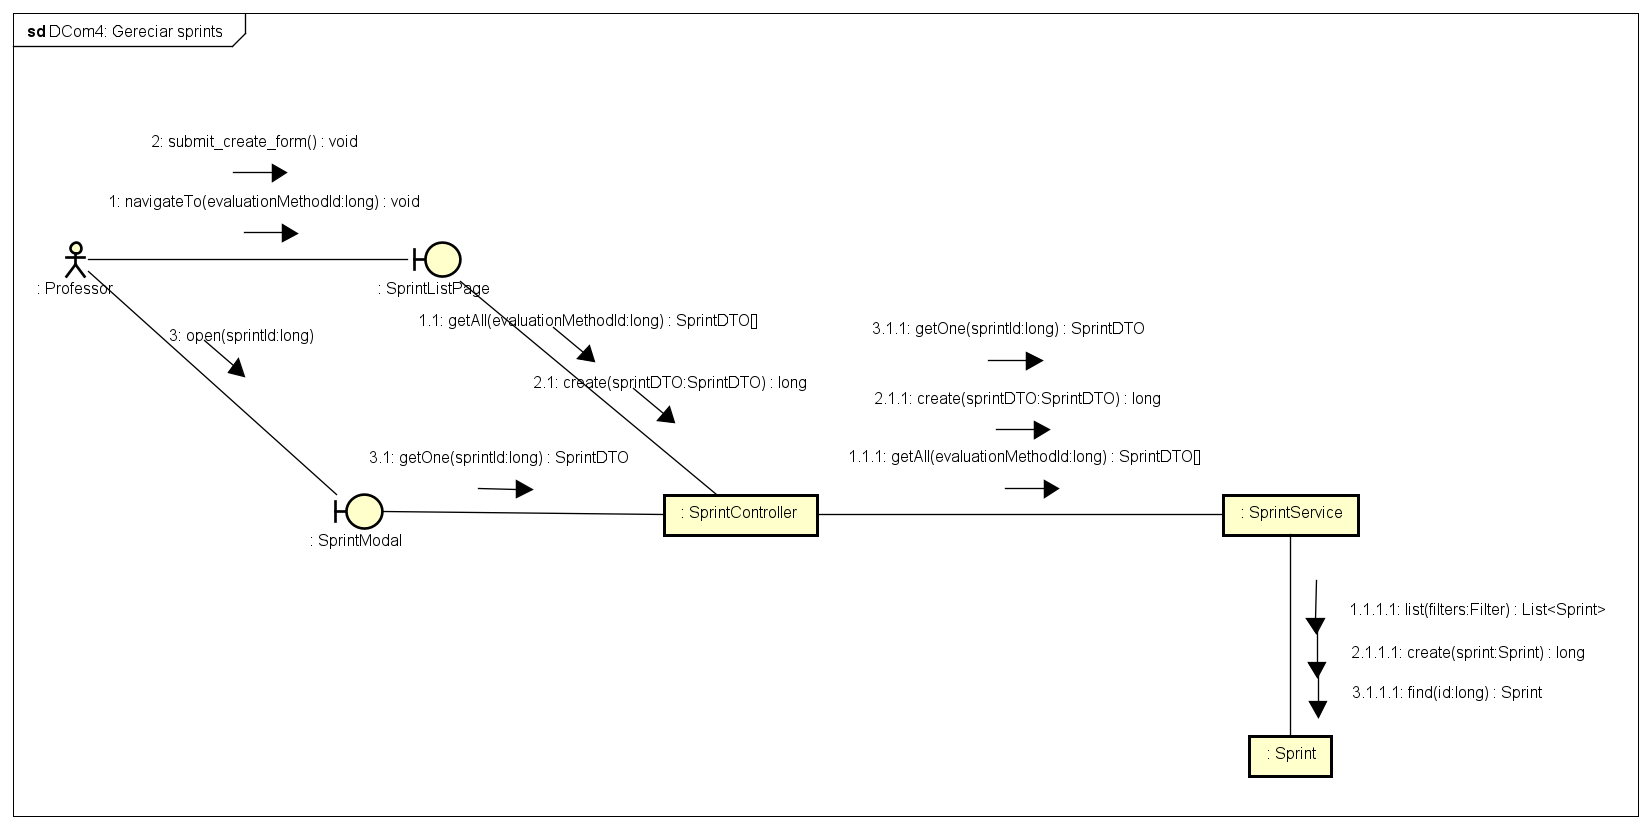 sd DCom4: Gereciar sprints
2: submit_create_form() : void
1: navigateTo(evaluationMethodId:long) : void
: Professor
: SprintListPage
1.1: getAll(evaluationMethodId:long) : SprintDTO[]
3: open(sprintId:long)
2.1: create(sprintDTO:SprintDTO) : long
3.1.1: getOne(sprintId:long) : SprintDTO
2.1.1: create(sprintDTO:SprintDTO) : long
1.1.1: getAll(evaluationMethodId:long) : SprintDTO[]
3.1: getOne(sprintId:long) : SprintDTO
: SprintModal
: SprintController
: SprintService
1.1.1.1: list(filters:Filter) : List<Sprint>
2.1.1.1: create(sprint:Sprint) : long
3.1.1.1: find(id:long) : Sprint
: Sprint